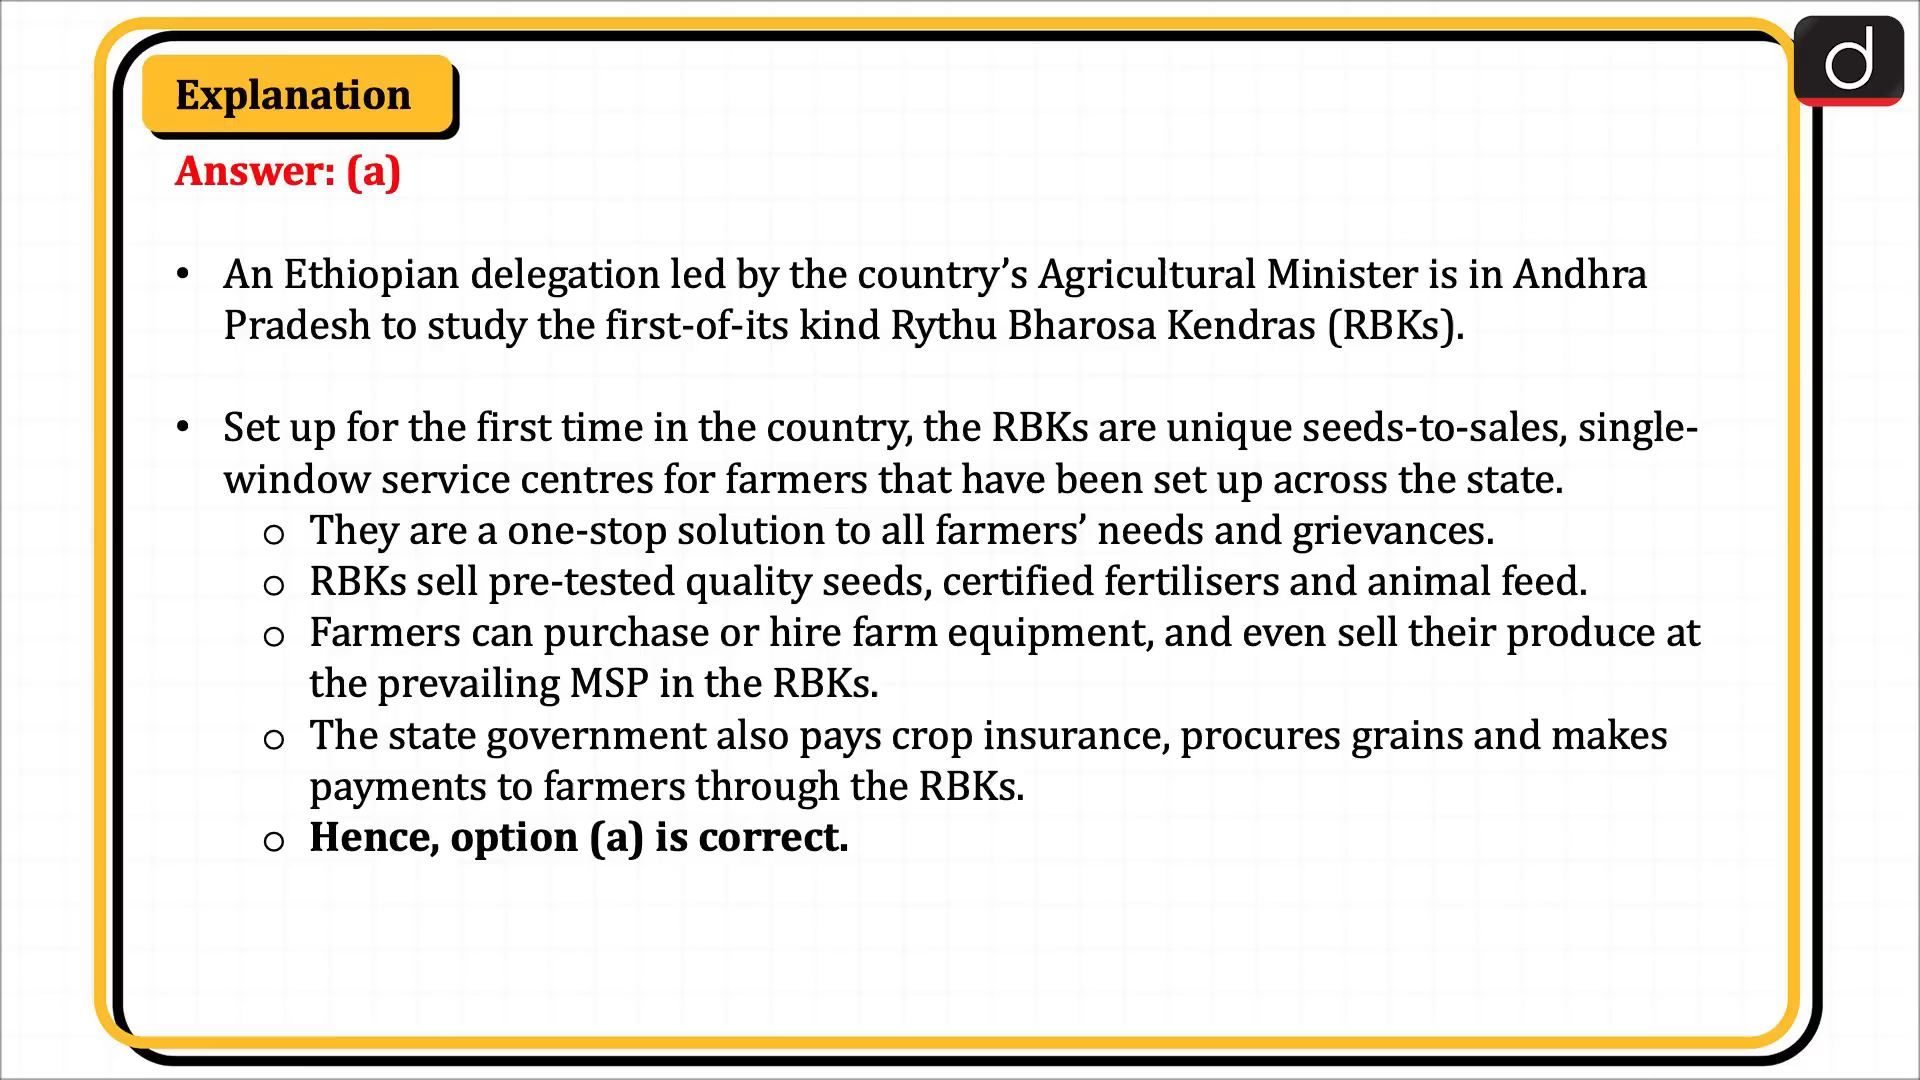 Explanation
Answer: (a)
• An Ethiopian delegation led by the country’s Agricultural Minister is in Andhra
Pradesh to study the first-of-its kind Rythu Bharosa Kendras (RBKs).
• Set up for the first time in the country, the RBKs are unique seeds-to-sales, single-
window service centres for farmers that have been set up across the state.
o They are a one-stop solution to all farmers’ needs and grievances.
o RBKs sell pre-tested quality seeds, certified fertilisers and animal feed.
o Farmers can purchase or hire farm equipment, and even sell their produce at
the prevailing MSP in the RBKs.
o The state government also pays crop insurance, procures grains and makes
payments to farmers through the RBKs.
o Hence, option (a) is correct.
d